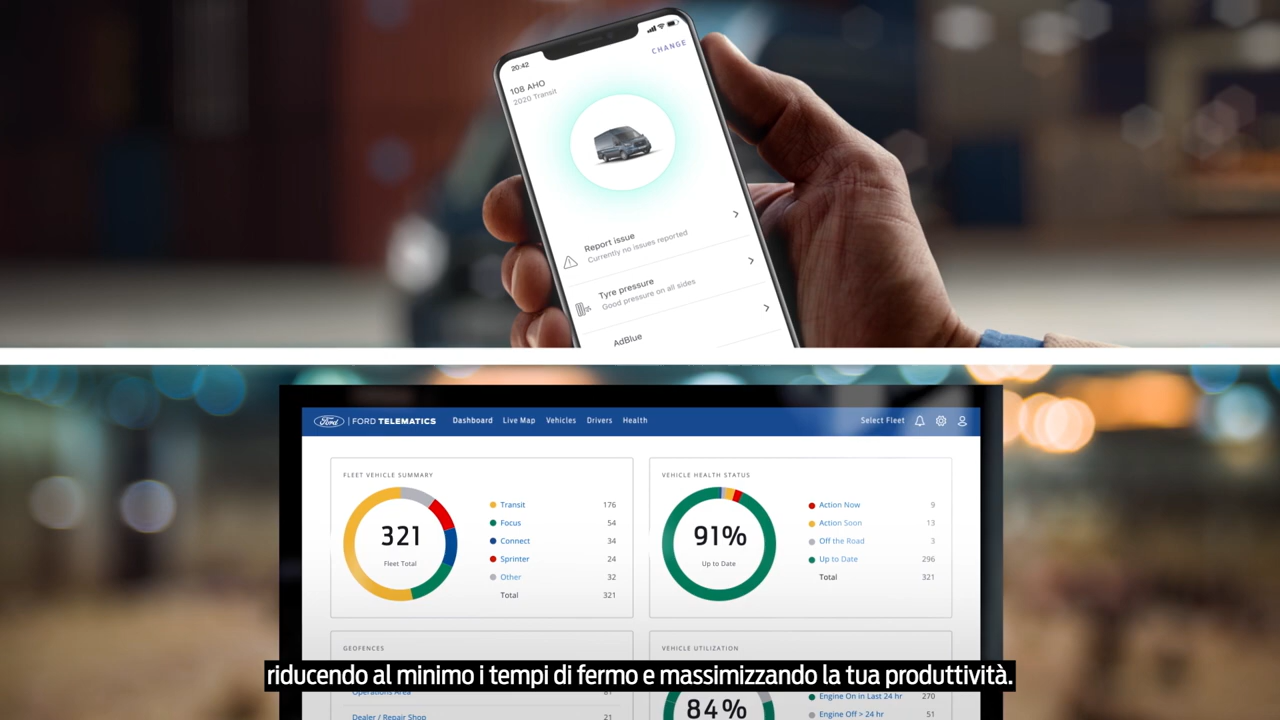 20:42
CHANGE
108 AHO
2020 Transit
Report issue
Currently no issues reported
Tyre pressure
Good pressure on all sides
AdBlue
Ford | FORD TELEMATICS Dashboard Live Map Vehicles Drivers Health Select Fleet
FLEET VEHICLE SUMMARY
321
Fleet Total
Transit 176
Focus 54
Connect 34
Sprinter 24
Other 32
Total 321
VEHICLE HEALTH STATUS
91%
Up to Date
Action Now 9
Action Soon 13
Off the Road 3
Up to Date 296
Total 321
GEOFENCES
Operations Area 81
Dealer / Repair Shop 21
VEHICLE UTILIZATION
84%
Engine On in Last 24 hr 270
Engine Off > 24 hr 51
riducendo al minimo i tempi di fermo e massimizzando la tua produttività.